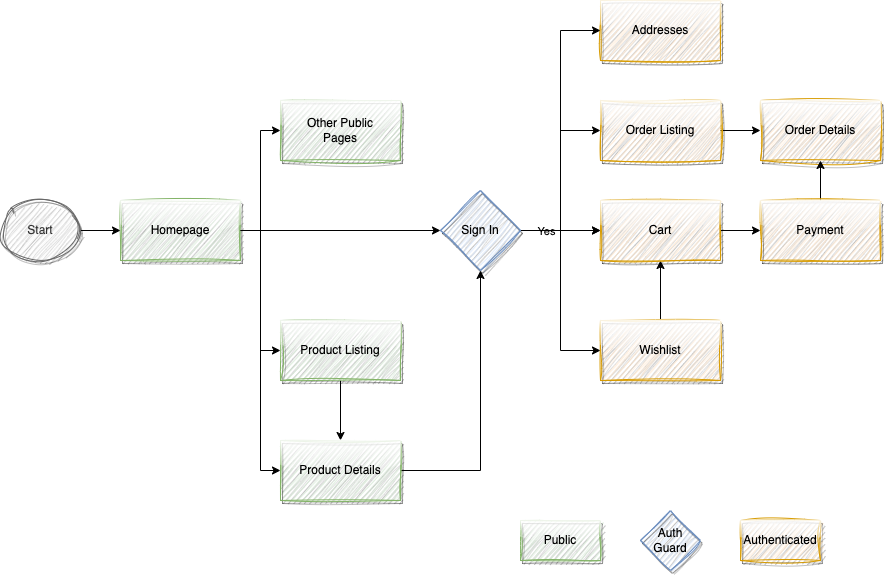 Addresses
Other Public
Pages
Order Listing
Order Details
Start
Homepage
Sign In
Yes
Cart
Payment
Product Listing
Wishlist
Product Details
Public
Auth
Guard
Authenticated